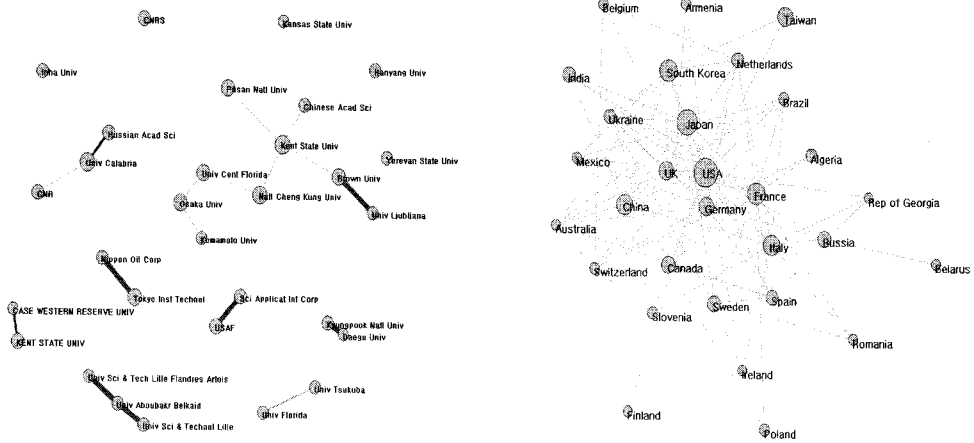 CNRS
Kansas State Univ
Inha Univ
Hanyang Univ
Pusan Natl Univ
Chinese Acad Sci
Russian Acad Sci
Kent State Univ
Univ Calabria
Yerevan State Univ
Univ Cent Florida
Brown Univ
CNR
Natl Cheng Kung Univ
Osaka Univ
Univ Ljubljana
Kumamoto Univ
Nippon Oil Corp
Tokyo Inst Technol
Sci Applicat Int Corp
CASE WESTERN RESERVE UNIV
USAF
Kyungpook Natl Univ
Daegu Univ
KENT STATE UNIV
Univ Sci & Tech Lille Flandres Artois
Univ Tsukuba
Univ Aboubakr Belkaid
Univ Florida
Univ Sci & Technol Lille
Belgium
Armenia
Taiwan
Netherlands
South Korea
India
Brazil
Ukraine
Japan
Mexico
Algeria
UK
USA
France
Rep of Georgia
China
Germany
Australia
Italy
Russia
Switzerland
Canada
Belarus
Spain
Sweden
Slovenia
Romania
Ireland
Finland
Poland